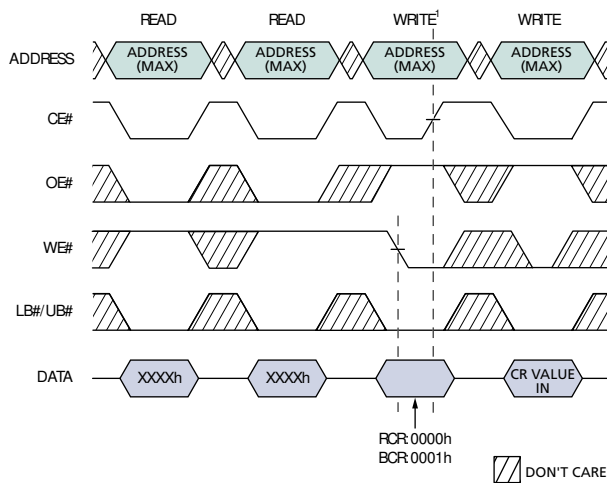 READ READ WRITE¹ WRITE
ADDRESS ADDRESS (MAX) ADDRESS (MAX) ADDRESS (MAX) ADDRESS (MAX)
CE#
OE#
WE#
LB#/UB#
DATA XXXXh XXXXh CR VALUE IN
RCR: 0000h
BCR: 0001h
DON'T CARE